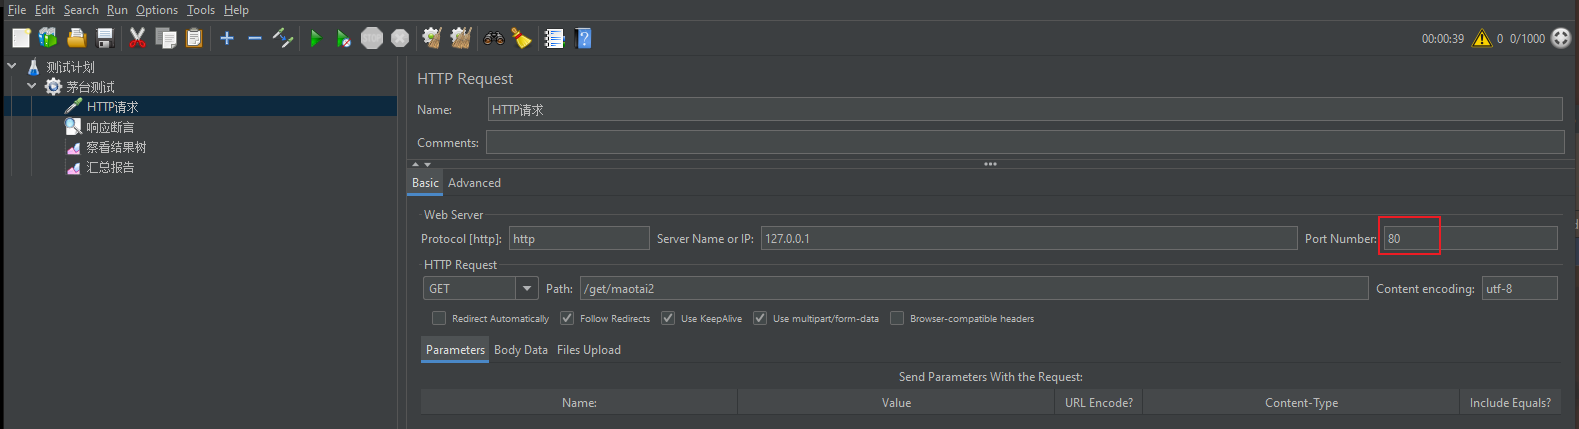 File Edit Search Run Options Tools Help
00:00:39 0 0/1000
测试计划
茅台测试
HTTP请求
响应断言
察看结果树
汇总报告
HTTP Request
Name: HTTP请求
Comments:
Basic Advanced
Web Server
Protocol [http]: http Server Name or IP: 127.0.0.1 Port Number: 80
HTTP Request
GET Path: /get/maotai2 Content encoding: utf-8
Redirect Automatically Follow Redirects Use KeepAlive Use multipart/form-data Browser-compatible headers
Parameters Body Data Files Upload
Send Parameters With the Request:
Name: Value URL Encode? Content-Type Include Equals?